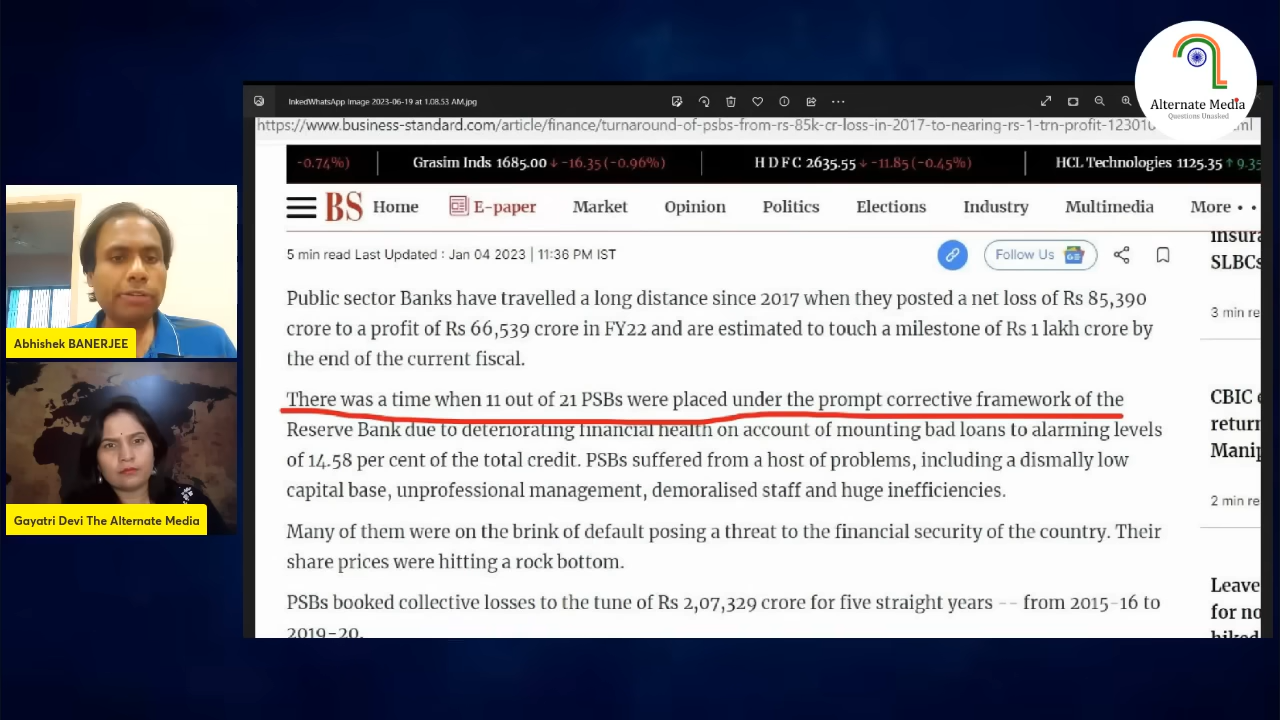 Alternate Media
Questions Unasked
InkedWhatsApp Image 2023-06-19 at 1.08.53 AM.jpg
https://www.business-standard.com/article/finance/turnaround-of-psbs-from-rs-85k-cr-loss-in-2017-to-nearing-rs-1-trn-profit-123010
-0.74%) Grasim Inds 1685.00 ↓ -16.35 (-0.96%) H D F C 2635.55 ↓ -11.85 (-0.45%) HCL Technologies 1125.35 ↑ 9.35
BS Home E-paper Market Opinion Politics Elections Industry Multimedia More
5 min read Last Updated : Jan 04 2023 | 11:36 PM IST
Follow Us
Public sector Banks have travelled a long distance since 2017 when they posted a net loss of Rs 85,390
crore to a profit of Rs 66,539 crore in FY22 and are estimated to touch a milestone of Rs 1 lakh crore by
the end of the current fiscal.
There was a time when 11 out of 21 PSBs were placed under the prompt corrective framework of the
Reserve Bank due to deteriorating financial health on account of mounting bad loans to alarming levels
of 14.58 per cent of the total credit. PSBs suffered from a host of problems, including a dismally low
capital base, unprofessional management, demoralised staff and huge inefficiencies.
Many of them were on the brink of default posing a threat to the financial security of the country. Their
share prices were hitting a rock bottom.
PSBs booked collective losses to the tune of Rs 2,07,329 crore for five straight years -- from 2015-16 to
2019-20.
SLBCs
3 min re
CBIC
return
Manip
2 min re
Leave
for no
Abhishek BANERJEE
Gayatri Devi The Alternate Media